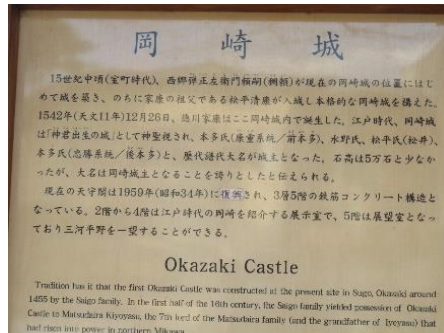 岡崎城
15世紀中頃(室町時代)、西郷弾正左衛門頼嗣(稠頼)が現在の岡崎城の位置にはじ
めて城を築き、のちに家康の祖父である松平清康が入城し本格的な岡崎城を構えた。
1542年(天文11年)12月26日、徳川家康はここ岡崎城内で誕生した。江戸時代、岡崎城
は「神君出生の城」として神聖視され、本多氏(康重系統/前本多)、水野氏、松平氏(松井)、
本多氏(忠勝系統/後本多)と、歴代譜代大名が城主となった。石高は5万石と少なか
ったが、大名は岡崎城主となることを誇りとしたと伝えられる。
現在の天守閣は1959年(昭和34年)に復興され、3層5階の鉄筋コンクリート構造と
なっている。2階から4階は江戸時代の岡崎を紹介する展示室で、5階は展望室となっ
ており三河平野を一望することができる。
Okazaki Castle
Tradition has it that the first Okazaki Castle was constructed at the present site in Sugo, Okazaki around
1455 by the Saigo family. In the first half of the 16th century, the Saigo family yielded possession of Okazaki
Castle to Matsudaira Kiyoyasu, the 7th lord of the Matsudaira family (and the grandfather of Iyeyasu) that
had risen into power in northern Mikawa.